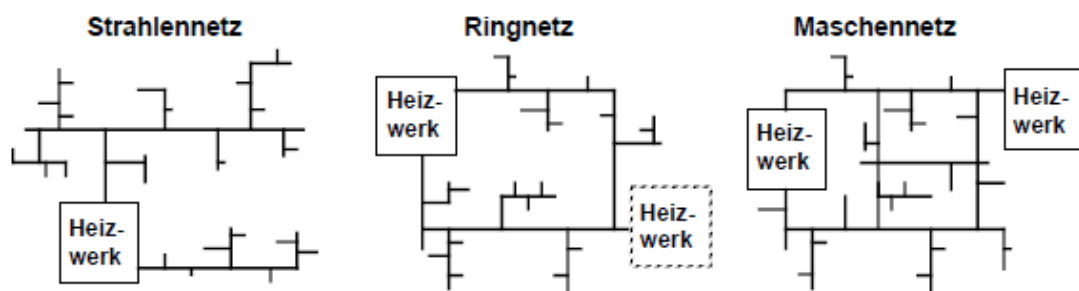 Strahlennetz
Ringnetz
Maschennetz
Heiz-
werk
Heiz-
werk
Heiz-
werk
Heiz-
werk
Heiz-
werk